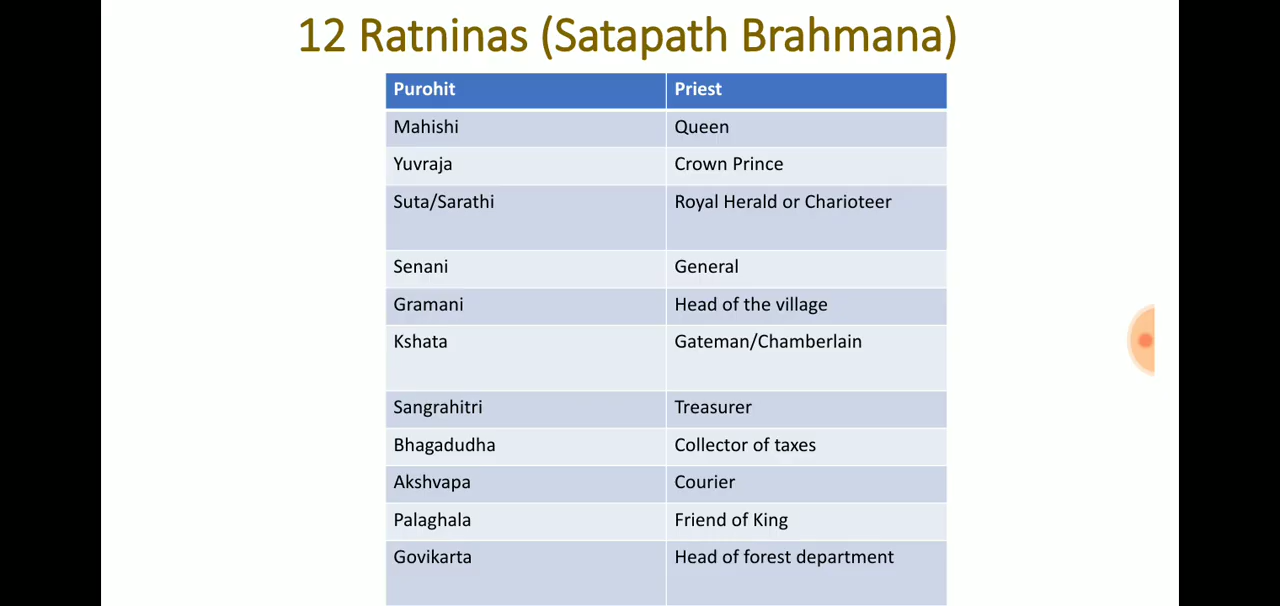 12 Ratninas (Satapath Brahmana)
Purohit Priest
Mahishi Queen
Yuvraja Crown Prince
Suta/Sarathi Royal Herald or Charioteer
Senani General
Gramani Head of the village
Kshata Gateman/Chamberlain
Sangrahitri Treasurer
Bhagadudha Collector of taxes
Akshvapa Courier
Palaghala Friend of King
Govikarta Head of forest department